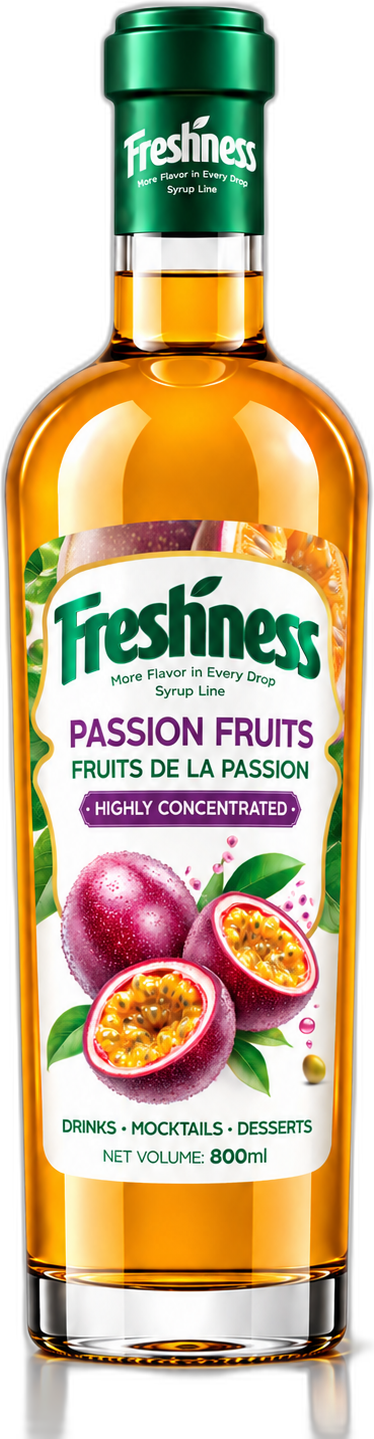 Freshness
More Flavor in Every Drop
Syrup Line
Freshness
More Flavor in Every Drop
Syrup Line
PASSION FRUITS
FRUITS DE LA PASSION
• HIGHLY CONCENTRATED •
DRINKS • MOCKTAILS • DESSERTS
NET VOLUME: 800ml